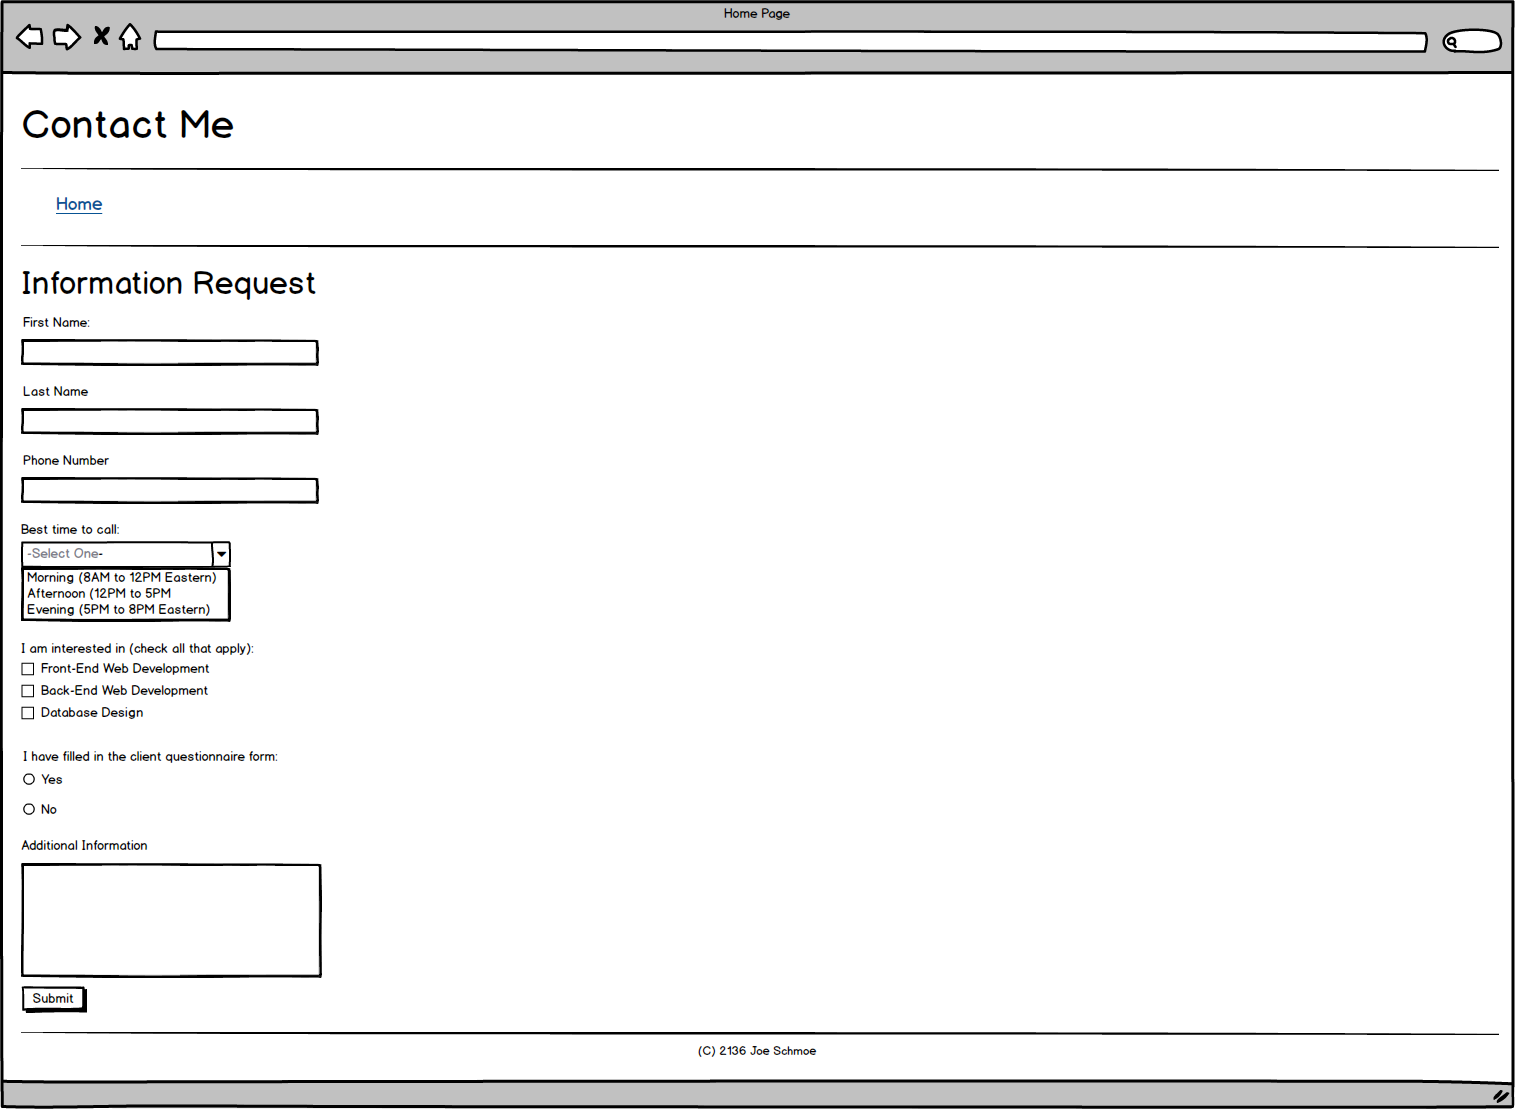 Home Page
Contact Me
Home
Information Request
First Name:
Last Name
Phone Number
Best time to call:
-Select One-
Morning (8AM to 12PM Eastern)
Afternoon (12PM to 5PM
Evening (5PM to 8PM Eastern)
I am interested in (check all that apply):
Front-End Web Development
Back-End Web Development
Database Design
I have filled in the client questionnaire form:
Yes
No
Additional Information
Submit
(C) 2136 Joe Schmoe